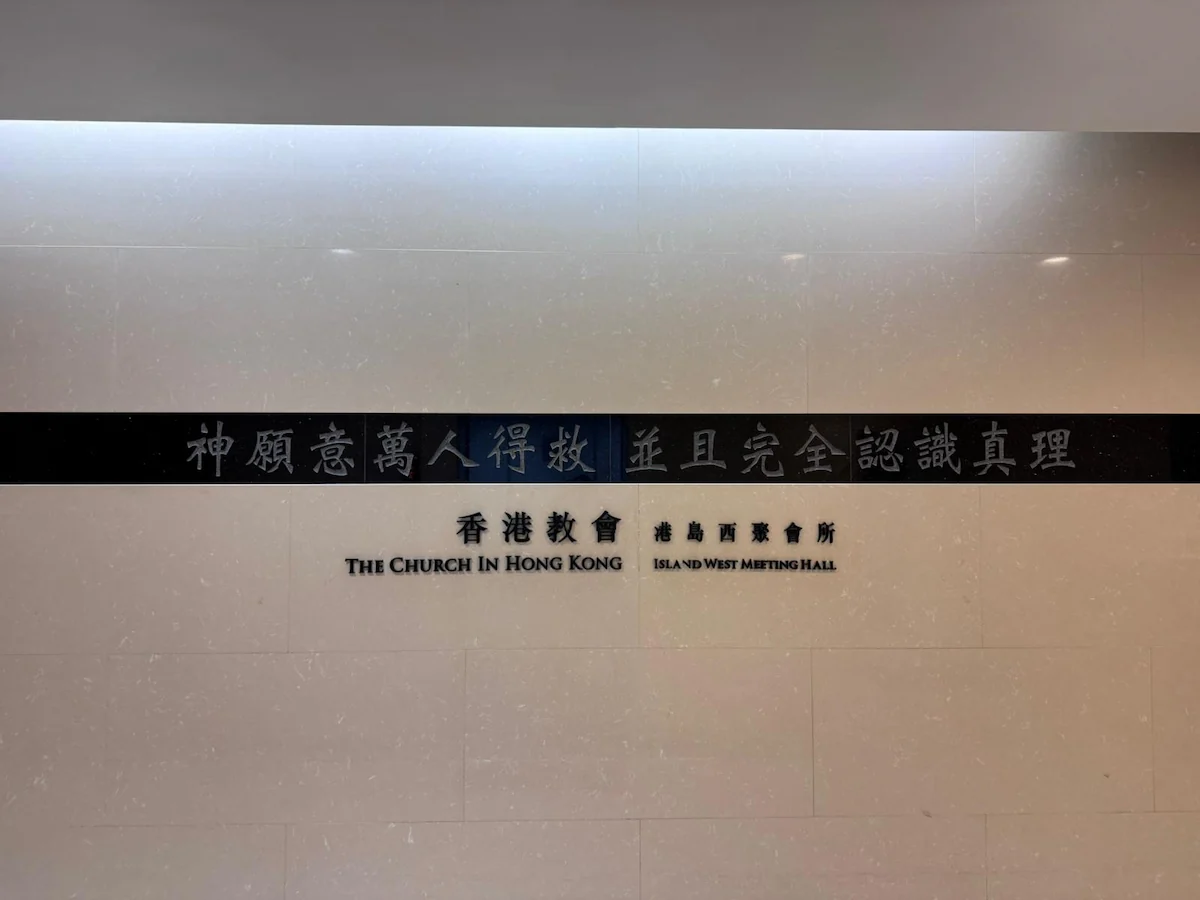 神願意萬人得救 並且完全認識真理
香港教會 港島西聚會所
THE CHURCH IN HONG KONG ISLAND WEST MEETING HALL